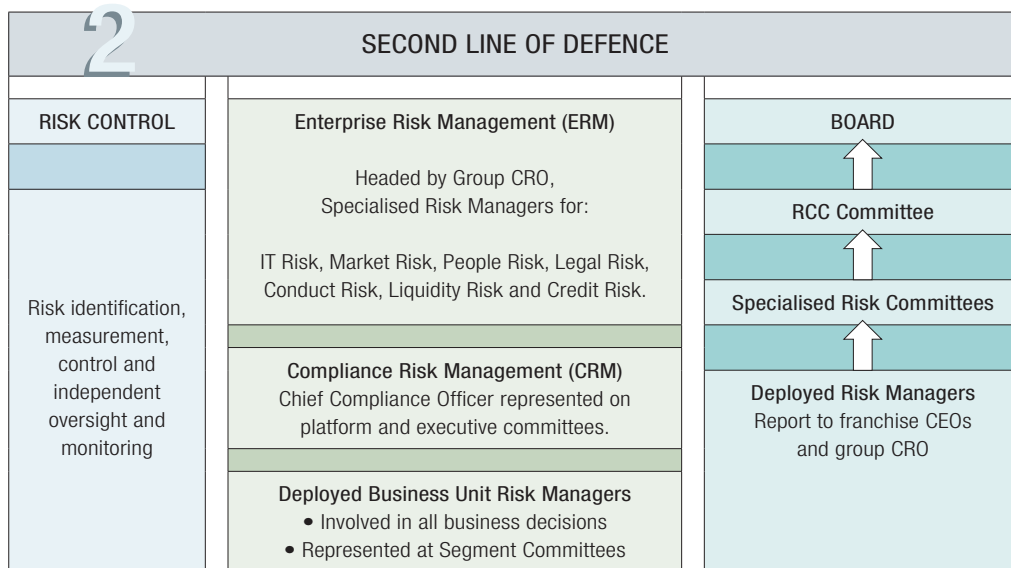 2
SECOND LINE OF DEFENCE
RISK CONTROL
Risk identification,
measurement,
control and
independent
oversight and
monitoring
Enterprise Risk Management (ERM)
Headed by Group CRO,
Specialised Risk Managers for:
IT Risk, Market Risk, People Risk, Legal Risk,
Conduct Risk, Liquidity Risk and Credit Risk.
Compliance Risk Management (CRM)
Chief Compliance Officer represented on
platform and executive committees.
Deployed Business Unit Risk Managers
• Involved in all business decisions
• Represented at Segment Committees
BOARD
RCC Committee
Specialised Risk Committees
Deployed Risk Managers
Report to franchise CEOs
and group CRO